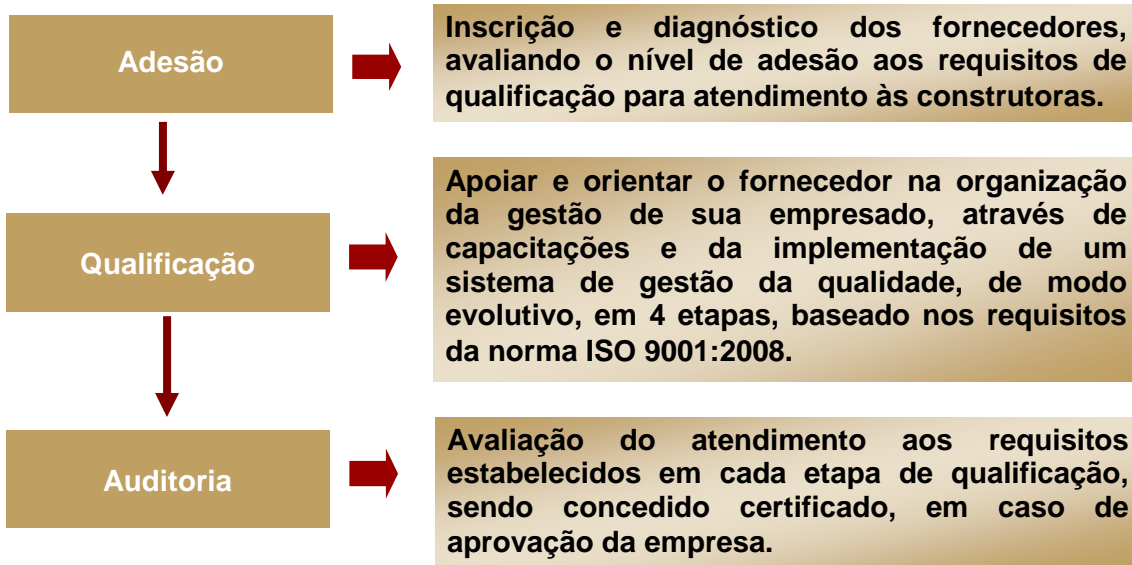 Adesão
Inscrição e diagnóstico dos fornecedores,
avaliando o nível de adesão aos requisitos de
qualificação para atendimento às construtoras.
Qualificação
Apoiar e orientar o fornecedor na organização
da gestão de sua empresado, através de
capacitações e da implementação de um
sistema de gestão da qualidade, de modo
evolutivo, em 4 etapas, baseado nos requisitos
da norma ISO 9001:2008.
Auditoria
Avaliação do atendimento aos requisitos
estabelecidos em cada etapa de qualificação,
sendo concedido certificado, em caso de
aprovação da empresa.